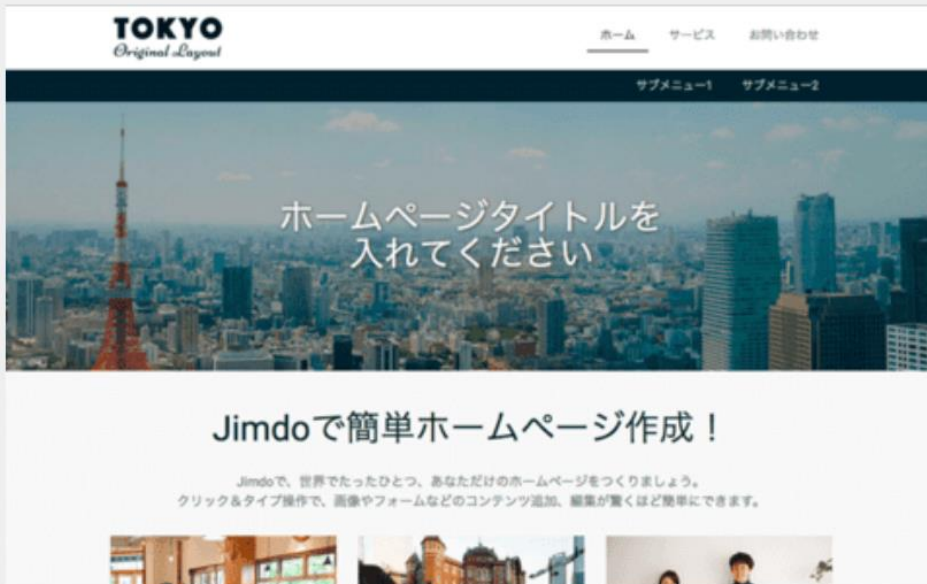 TOKYO
Original Layout
ホーム サービス お問い合わせ
サブメニュー1 サブメニュー2
ホームページタイトルを
入れてください
Jimdoで簡単ホームページ作成！
Jimdoで、世界でたったひとつ、あなただけのホームページをつくりましょう。
クリック＆タイプ操作で、画像やフォームなどのコンテンツ追加、編集が驚くほど簡単にできます。